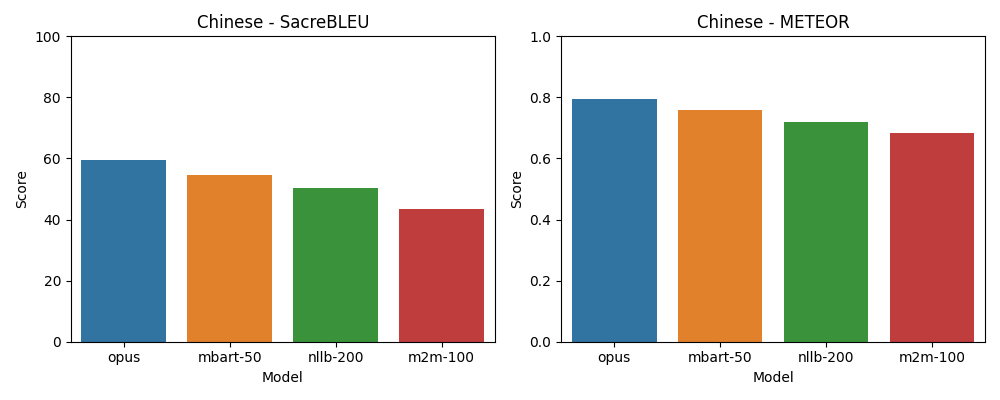 Chinese - SacreBLEU
100
80
60
40
20
0
Score
opus mbart-50 nllb-200 m2m-100
Model
Chinese - METEOR
1.0
0.8
0.6
0.4
0.2
0.0
Score
opus mbart-50 nllb-200 m2m-100
Model